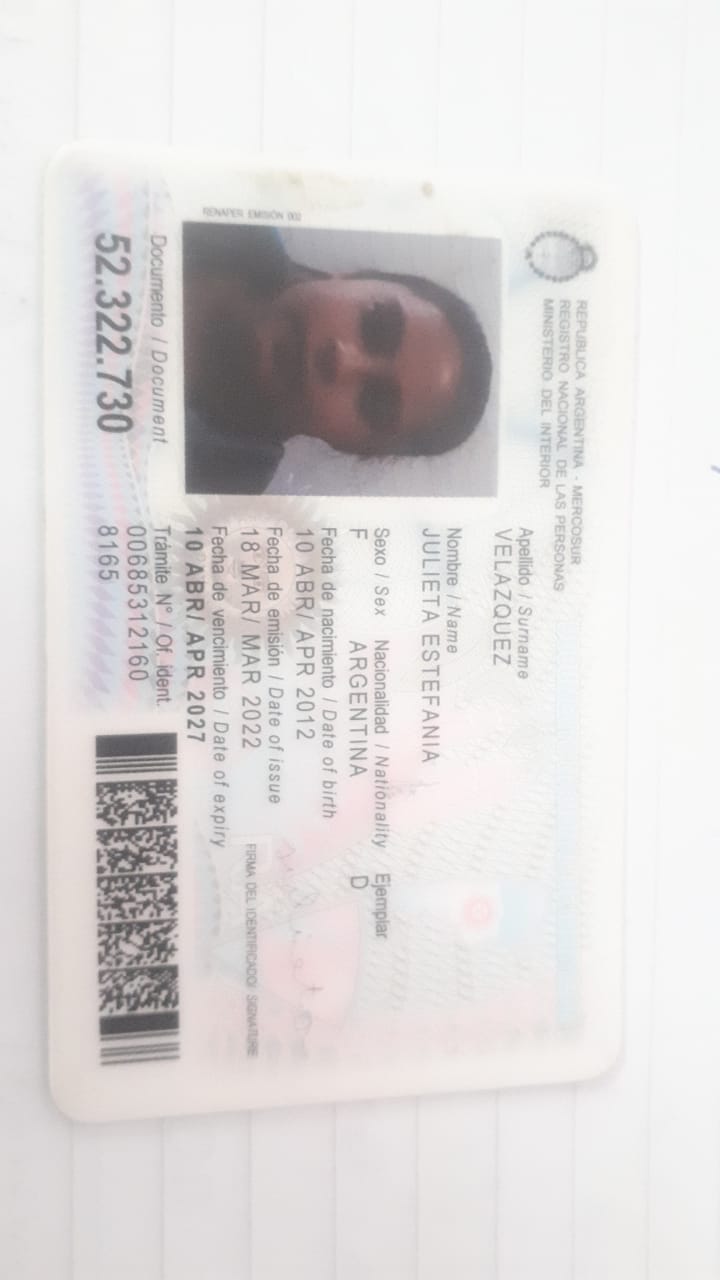 REPUBLICA ARGENTINA - MERCOSUR
REGISTRO NACIONAL DE LAS PERSONAS
MINISTERIO DEL INTERIOR
Apellido / Surname
VELAZQUEZ
Nombre / Name
JULIETA ESTEFANIA
Sexo / Sex Nacionalidad / Nationality Ejemplar
F ARGENTINA D
Fecha de nacimiento / Date of birth
10 ABR/ APR 2012
Fecha de emisión / Date of issue
18 MAR/ MAR 2022
Fecha de vencimiento / Date of expiry
10 ABR/ APR 2027
FIRMA DEL IDENTIFICADO/ SIGNATURE
RENAPER EMISIÓN 002
Documento / Document
52.322.730
Trámite N° / Of. ident.
00685312160
8165